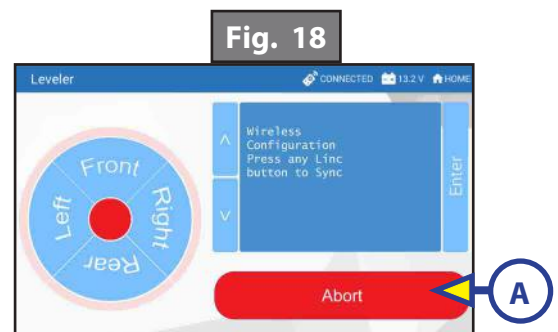 Fig. 18
Leveler
CONNECTED 13.2 V HOME
Front
Left
Right
Rear
^
Wireless
Configuration
Press any Linc
button to Sync
v
Enter
Abort
A